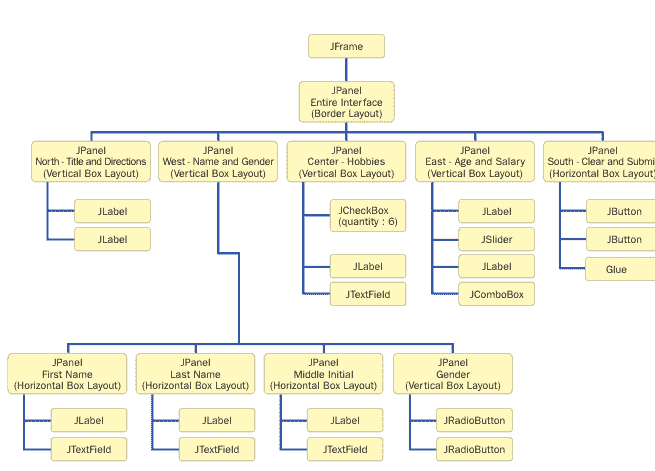 JFrame
JPanel
Entire Interface
(Border Layout)
JPanel
North - Title and Directions
(Vertical Box Layout)
JPanel
West - Name and Gender
(Vertical Box Layout)
JPanel
Center - Hobbies
(Vertical Box Layout)
JPanel
East - Age and Salary
(Vertical Box Layout)
JPanel
South - Clear and Submi
(Horizontal Box Layout)
JLabel
JLabel
JCheckBox
(quantity : 6)
JLabel
JTextField
JLabel
JSlider
JLabel
JComboBox
JButton
JButton
Glue
JPanel
First Name
(Horizontal Box Layout)
JPanel
Last Name
(Horizontal Box Layout)
JPanel
Middle Initial
(Horizontal Box Layout)
JPanel
Gender
(Vertical Box Layout)
JLabel
JTextField
JLabel
JTextField
JLabel
JTextField
JRadioButton
JRadioButton